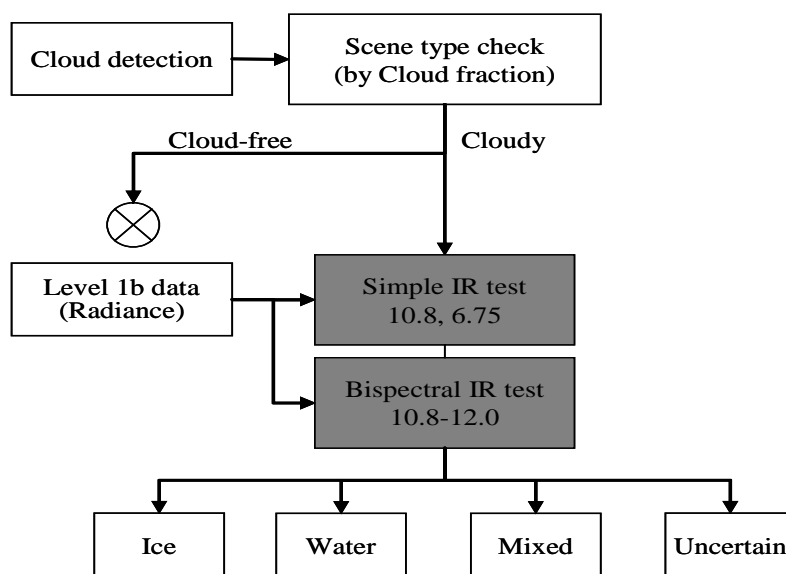 Cloud detection
Scene type check
(by Cloud fraction)
Cloud-free
Cloudy
Level 1b data
(Radiance)
Simple IR test
10.8, 6.75
Bispectral IR test
10.8-12.0
Ice
Water
Mixed
Uncertain